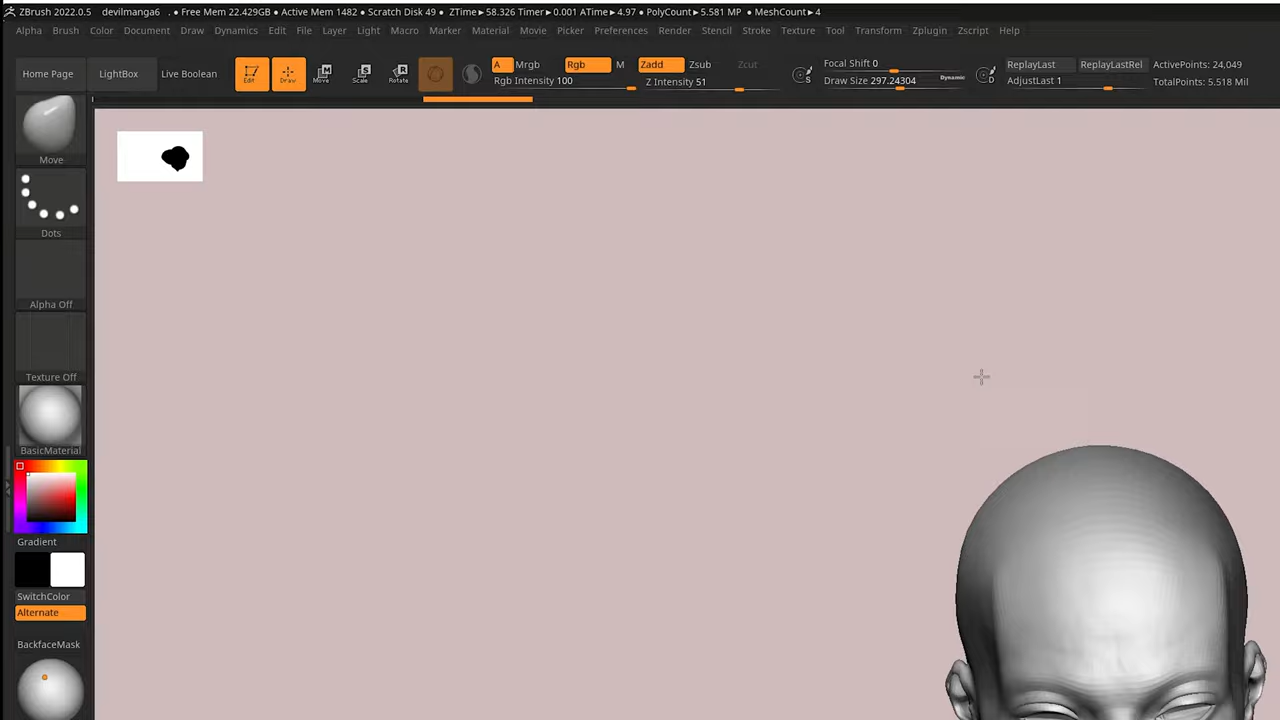 ZBrush 2022.0.5 devilmanga6 . ● Free Mem 22.429GB ● Active Mem 1482 ● Scratch Disk 49 ● ZTime▶58.326 Timer▶0.001 ATime▶4.97 ● PolyCount▶5.581 MP ● MeshCount▶4
Alpha Brush Color Document Draw Dynamics Edit File Layer Light Macro Marker Material Movie Picker Preferences Render Stencil Stroke Texture Tool Transform Zplugin Zscript Help
Home Page LightBox Live Boolean Edit Draw Move Scale Rotate
A Mrgb Rgb M Zadd Zsub Zcut
Rgb Intensity 100 Z Intensity 51
S Focal Shift 0
Draw Size 297.24304 Dynamic
D ReplayLast ReplayLastRel ActivePoints: 24,049
AdjustLast 1 TotalPoints: 5.518 Mil
M S R
Move
Dots
Alpha Off
Texture Off
BasicMaterial
Gradient
SwitchColor
Alternate
BackfaceMask